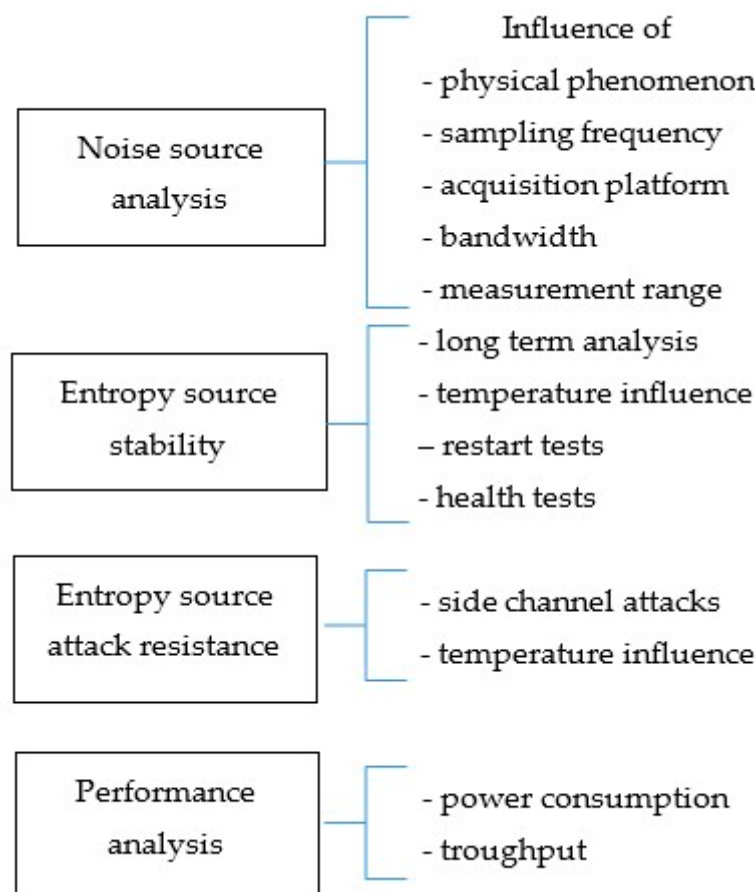 Noise source
analysis
Influence of
- physical phenomenon
- sampling frequency
- acquisition platform
- bandwidth
- measurement range
Entropy source
stability
- long term analysis
- temperature influence
– restart tests
- health tests
Entropy source
attack resistance
- side channel attacks
- temperature influence
Performance
analysis
- power consumption
- troughput